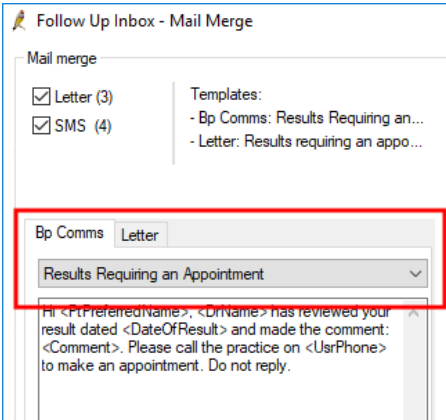 Follow Up Inbox - Mail Merge
Mail merge
Letter (3)
SMS (4)
Templates:
- Bp Comms: Results Requiring an...
- Letter: Results requiring an appo...
Bp Comms Letter
Results Requiring an Appointment
Hi <PtPreferredName>, <DrName> has reviewed your
result dated <DateOfResult> and made the comment:
<Comment>. Please call the practice on <UsrPhone>
to make an appointment. Do not reply.